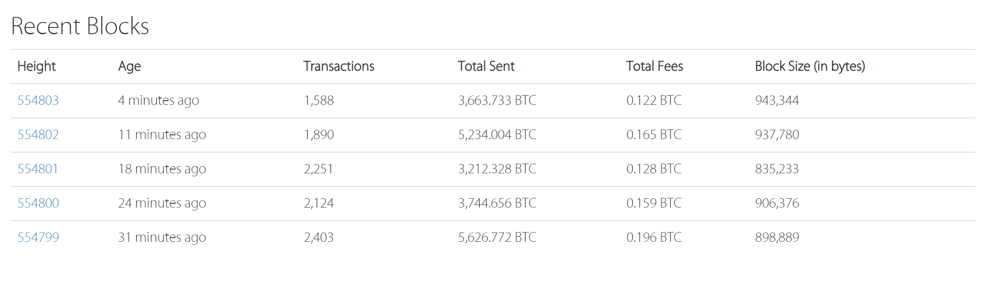 Recent Blocks
Height Age Transactions Total Sent Total Fees Block Size (in bytes)
554803 4 minutes ago 1,588 3,663.733 BTC 0.122 BTC 943,344
554802 11 minutes ago 1,890 5,234.004 BTC 0.165 BTC 937,780
554801 18 minutes ago 2,251 3,212.328 BTC 0.128 BTC 835,233
554800 24 minutes ago 2,124 3,744.656 BTC 0.159 BTC 906,376
554799 31 minutes ago 2,403 5,626.772 BTC 0.196 BTC 898,889